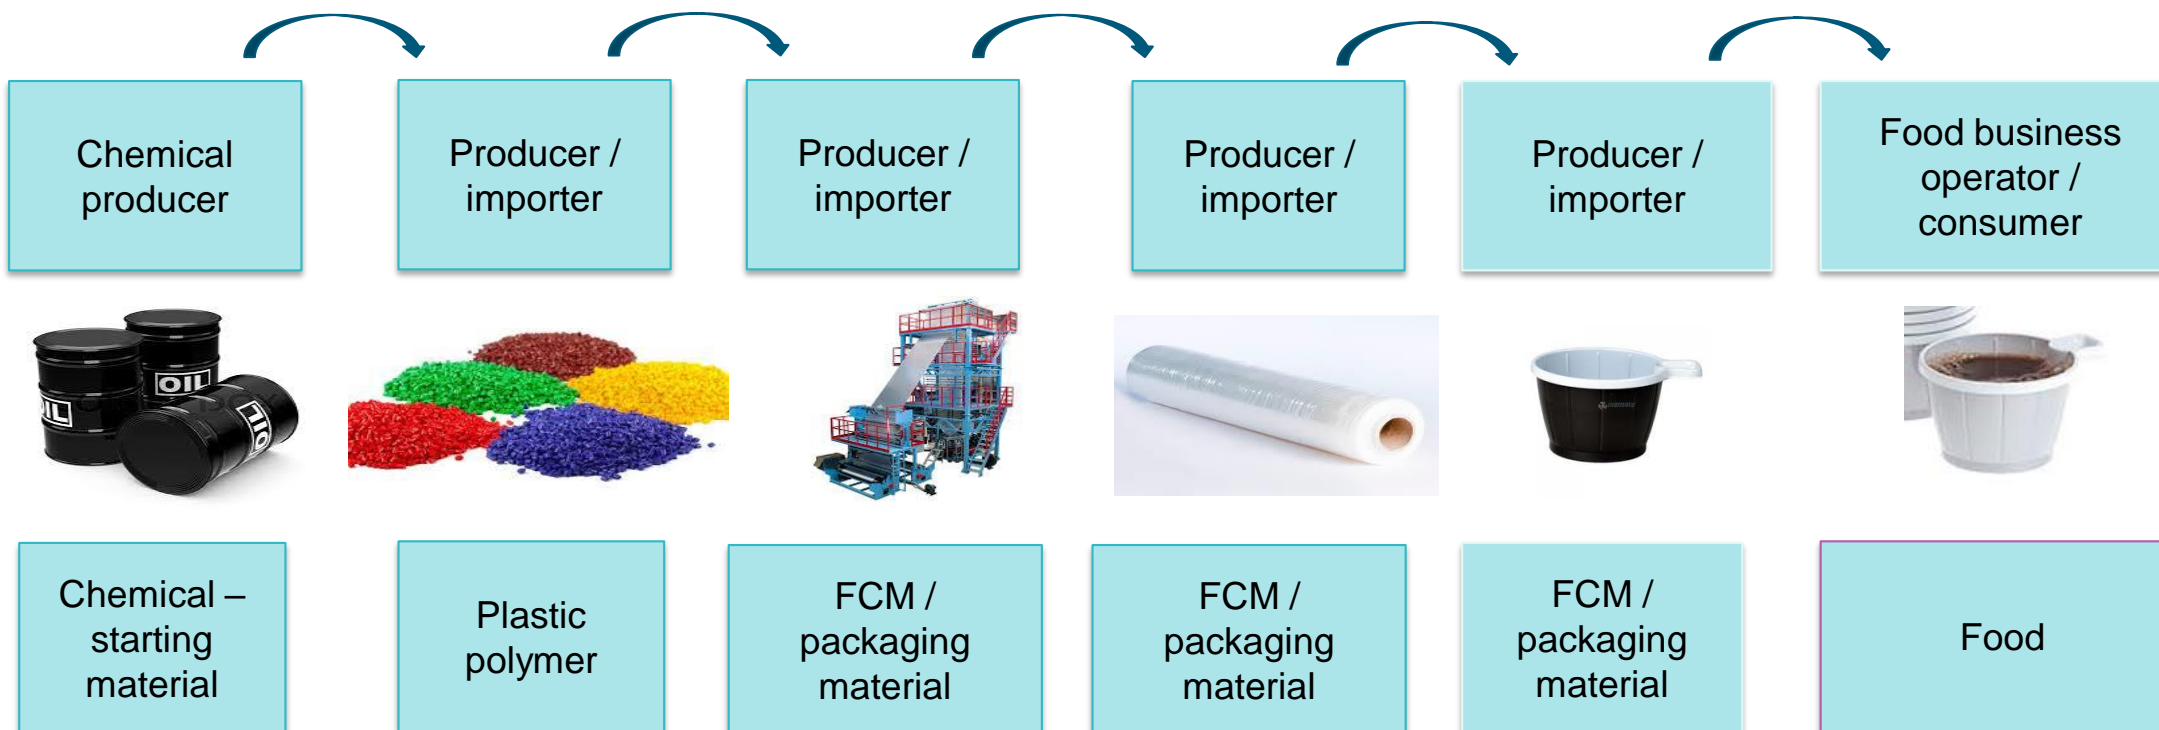 Chemical
producer
Producer /
importer
Producer /
importer
Producer /
importer
Producer /
importer
Food business
operator /
consumer
OIL
OIL
OIL
Chemical –
starting
material
Plastic
polymer
FCM /
packaging
material
FCM /
packaging
material
FCM /
packaging
material
Food